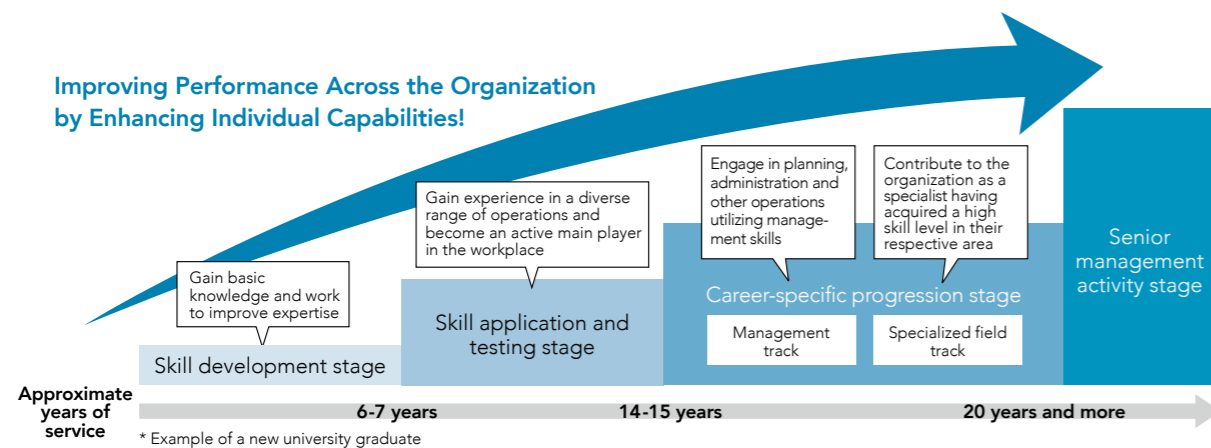 Improving Performance Across the Organization
by Enhancing Individual Capabilities!
Gain basic
knowledge and work
to improve expertise
Gain experience in a diverse
range of operations and
become an active main player
in the workplace
Engage in planning,
administration and
other operations
utilizing manage-
ment skills
Contribute to the
organization as a
specialist having
acquired a high
skill level in their
respective area
Skill development stage
Skill application and
testing stage
Career-specific progression stage
Management
track
Specialized field
track
Senior
management
activity stage
Approximate
years of
service
6-7 years
14-15 years
20 years and more
* Example of a new university graduate